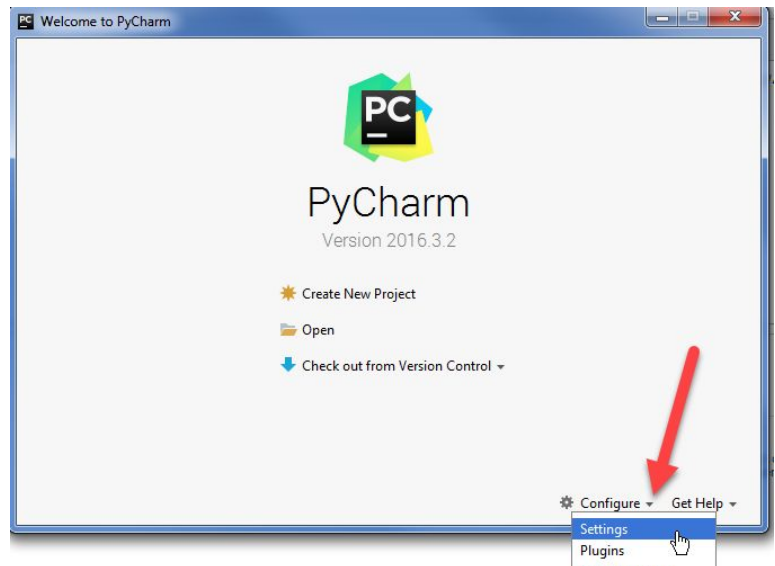 PC Welcome to PyCharm
PC
PyCharm
Version 2016.3.2
Create New Project
Open
Check out from Version Control
Configure Get Help
Settings
Plugins